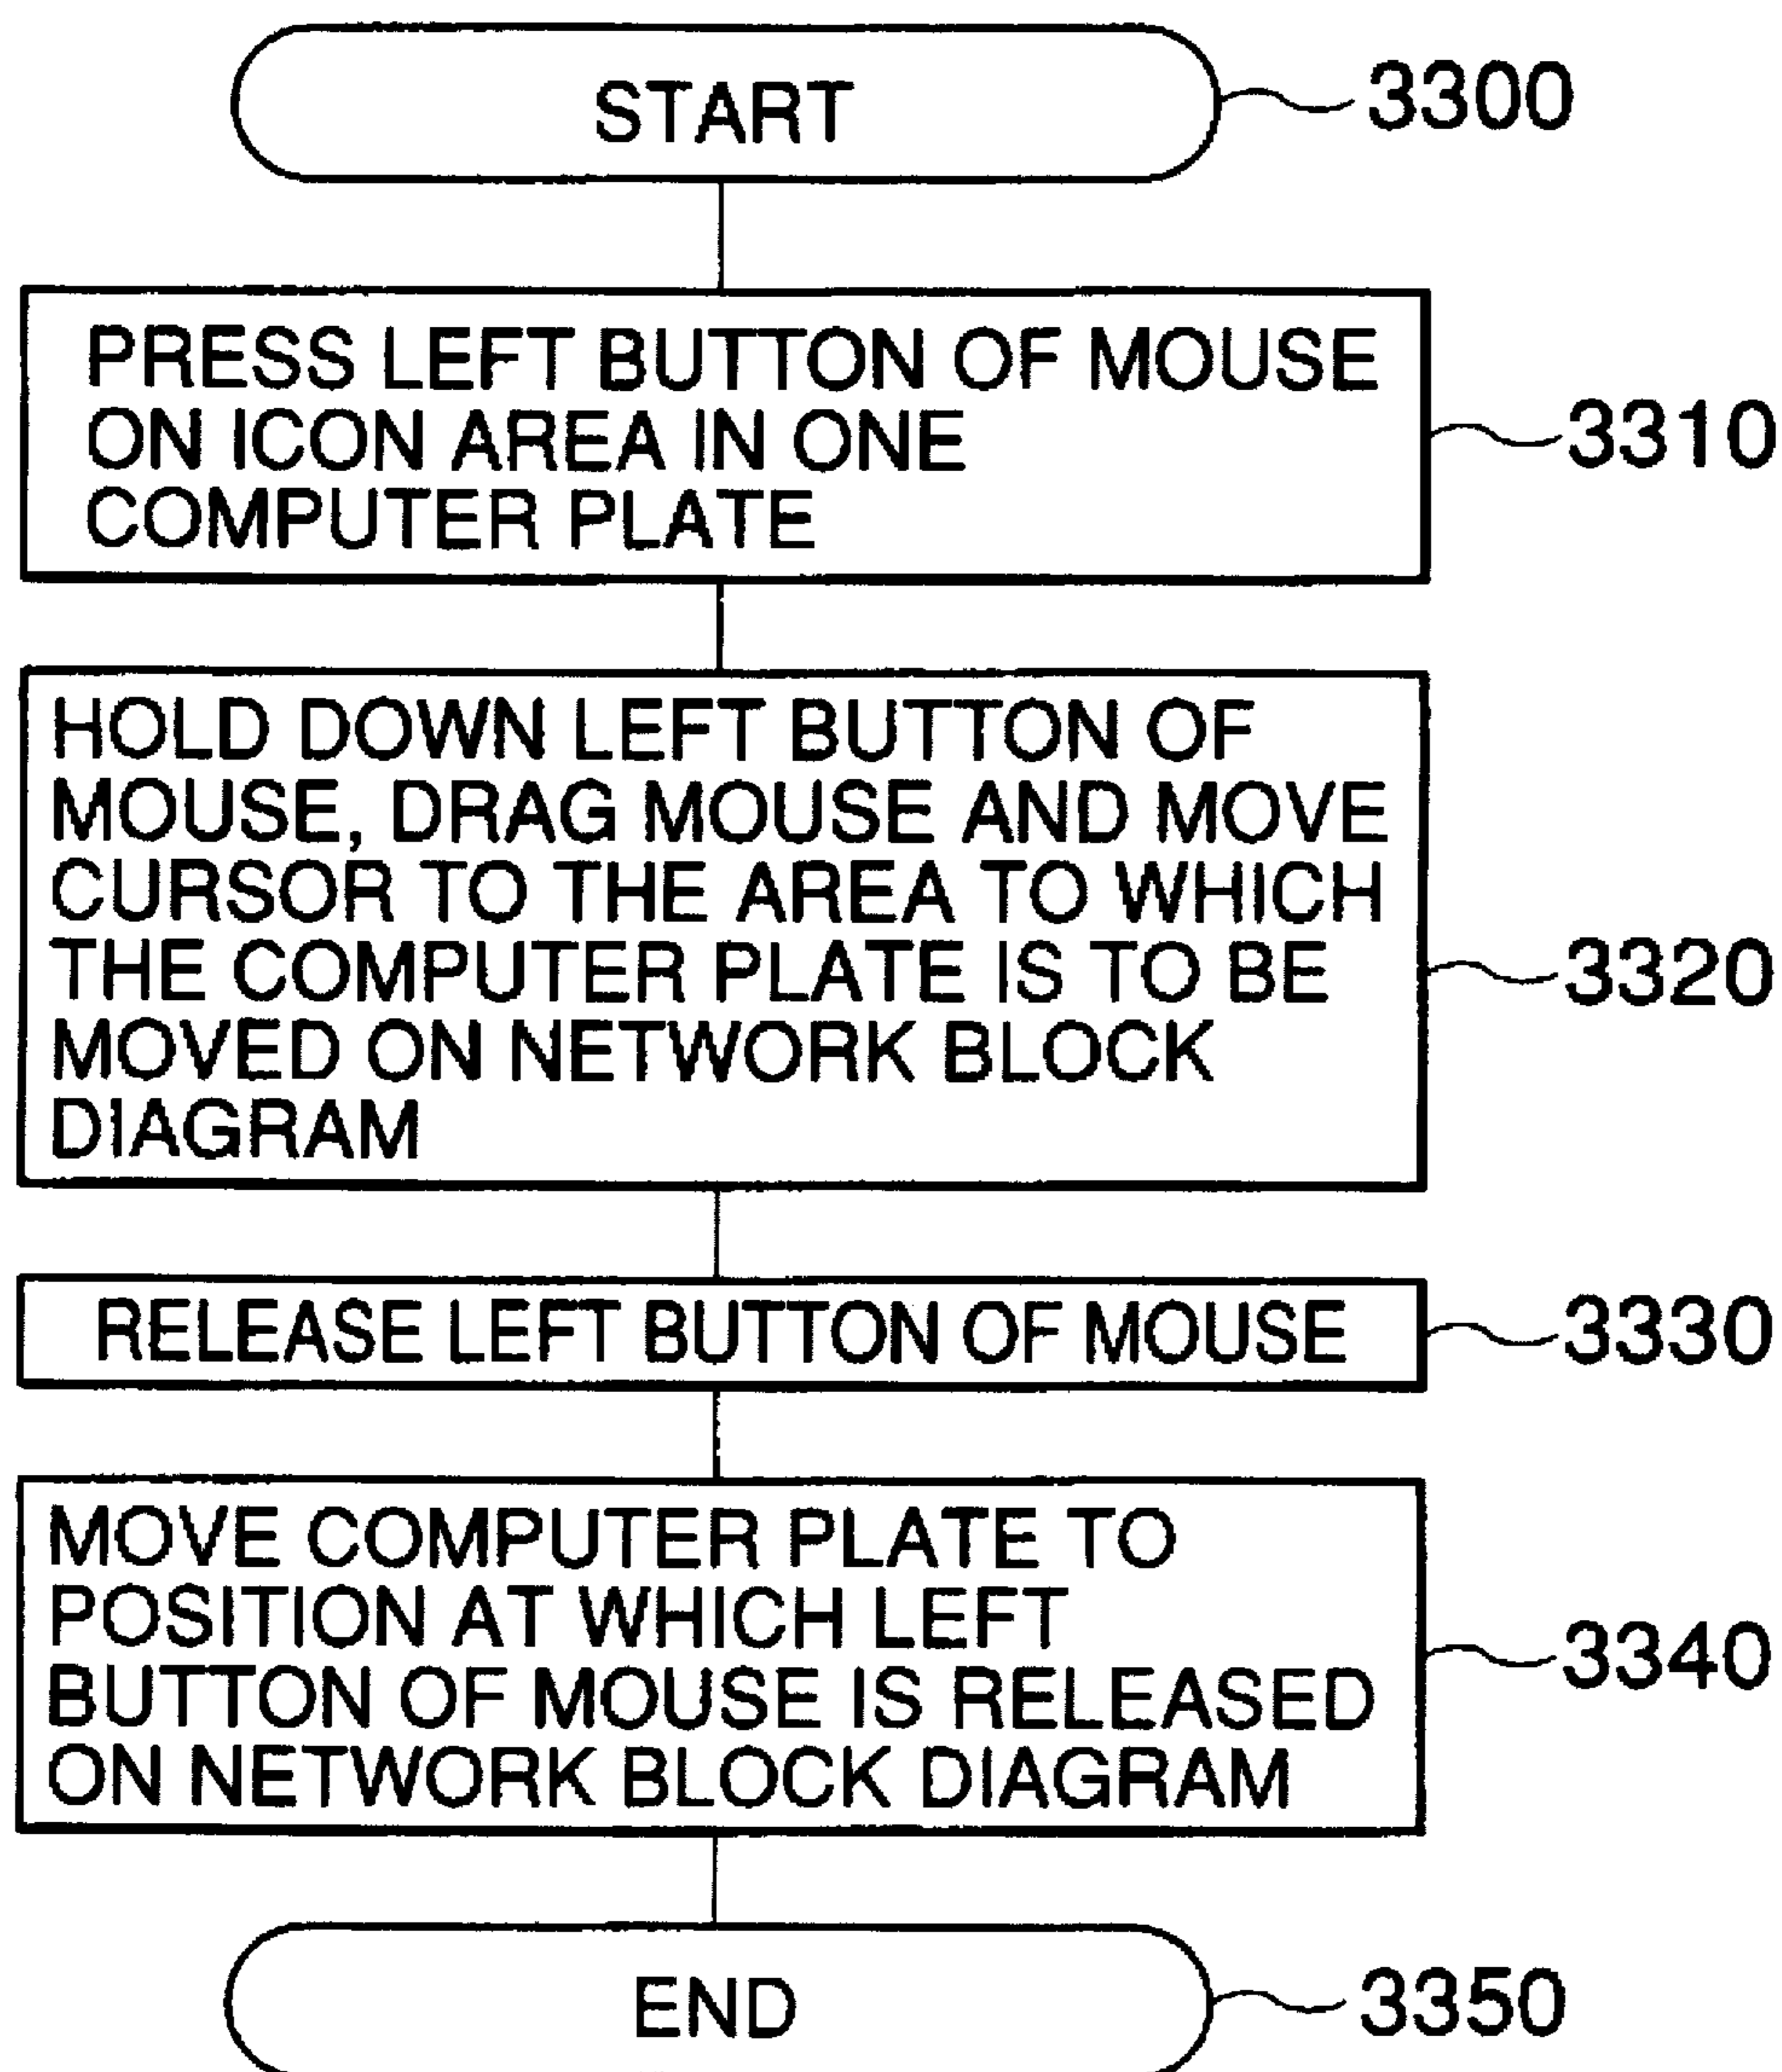 START
3300
PRESS LEFT BUTTON OF MOUSE
ON ICON AREA IN ONE
COMPUTER PLATE
3310
HOLD DOWN LEFT BUTTON OF
MOUSE, DRAG MOUSE AND MOVE
CURSOR TO THE AREA TO WHICH
THE COMPUTER PLATE IS TO BE
MOVED ON NETWORK BLOCK
DIAGRAM
3320
RELEASE LEFT BUTTON OF MOUSE
3330
MOVE COMPUTER PLATE TO
POSITION AT WHICH LEFT
BUTTON OF MOUSE IS RELEASED
ON NETWORK BLOCK DIAGRAM
3340
END
3350